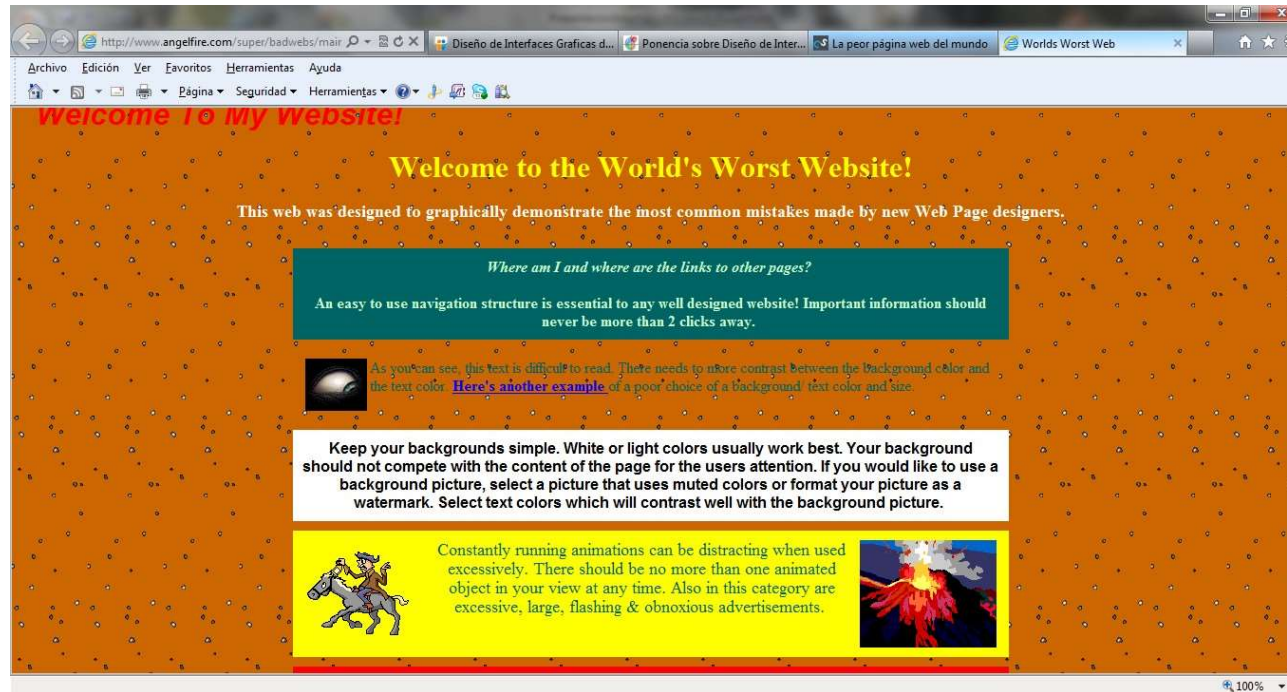 http://www.angelfire.com/super/badwebs/mair
Diseño de Interfaces Graficas d...
Ponencia sobre Diseño de Inter...
La peor página web del mundo
Worlds Worst Web
Archivo Edición Ver Favoritos Herramientas Ayuda
Página Seguridad Herramientas
Welcome To My Website!
Welcome to the World's Worst Website!
This web was designed to graphically demonstrate the most common mistakes made by new Web Page designers.
Where am I and where are the links to other pages?
An easy to use navigation structure is essential to any well designed website! Important information should
never be more than 2 clicks away.
As you can see, this text is difficult to read. There needs to more contrast between the background color and
the text color. Here's another example of a poor choice of a background/ text color and size.
Keep your backgrounds simple. White or light colors usually work best. Your background
should not compete with the content of the page for the users attention. If you would like to use a
background picture, select a picture that uses muted colors or format your picture as a
watermark. Select text colors which will contrast well with the background picture.
Constantly running animations can be distracting when used
excessively. There should be no more than one animated
object in your view at any time. Also in this category are
excessive, large, flashing & obnoxious advertisements.
100%